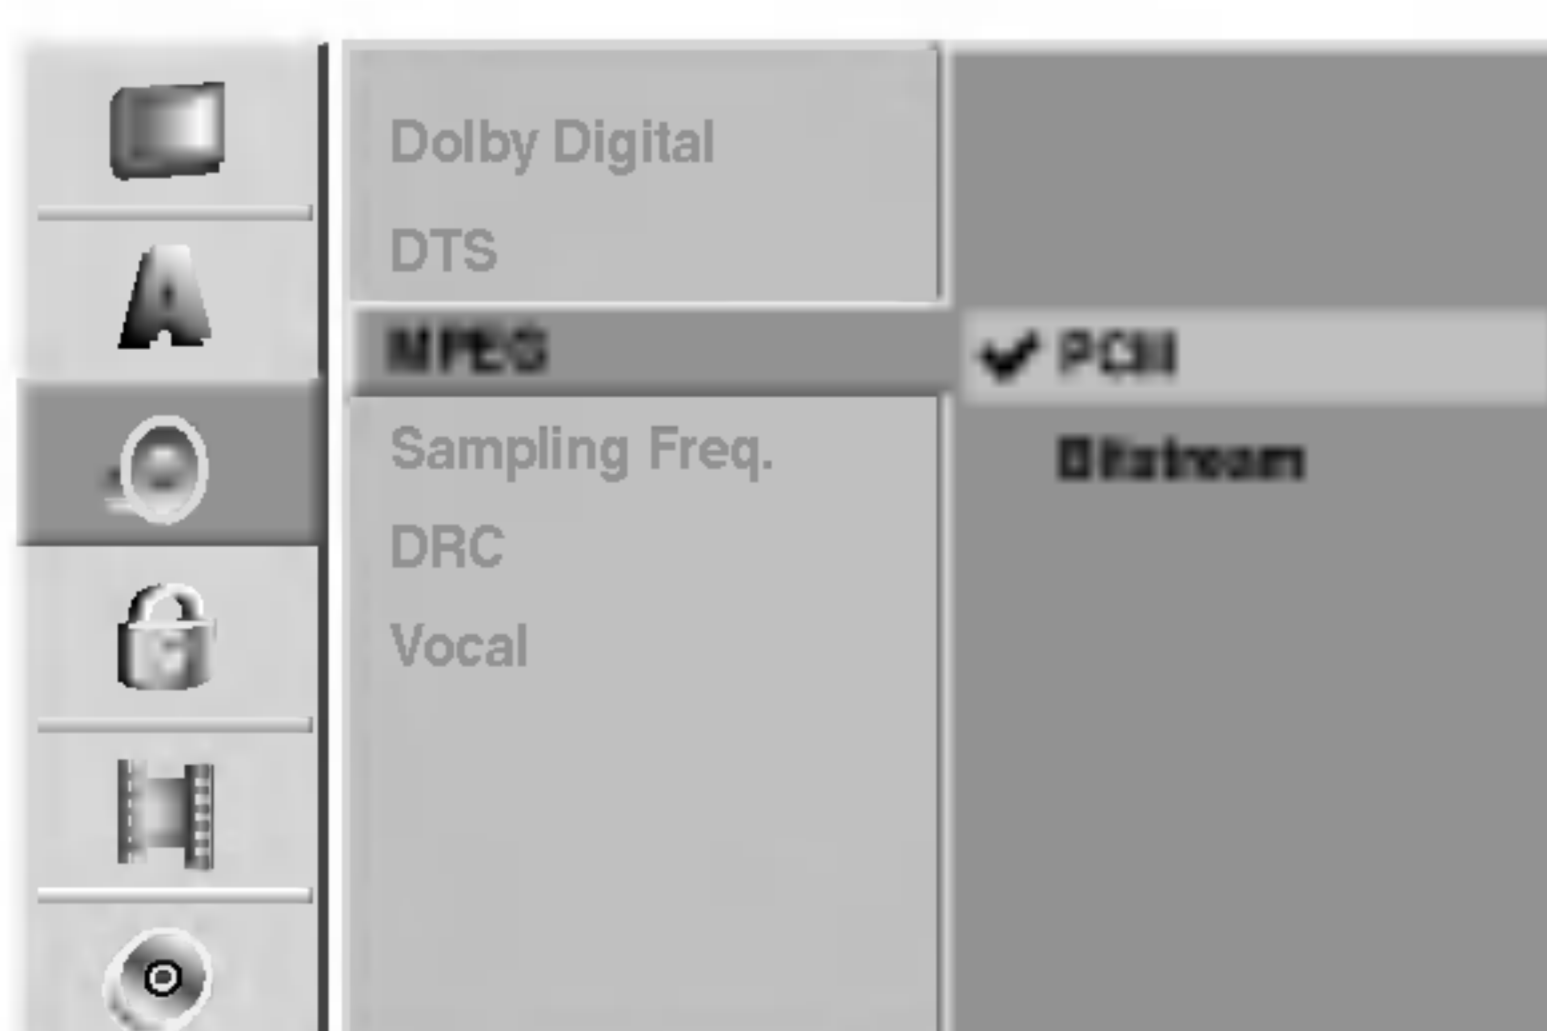 Dolby Digital
DTS
MPEG
PCM
Bitstream
Sampling Freq.
DRC
Vocal